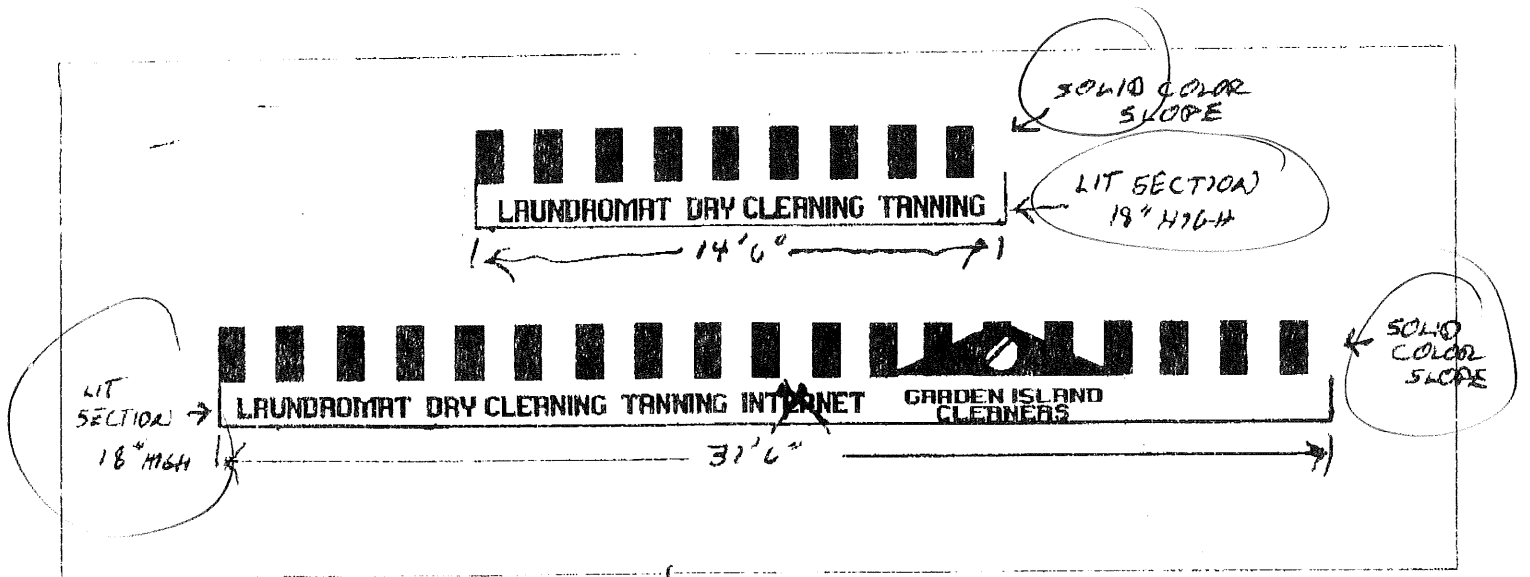 SOLID COLOR
SLOPE
LIT SECTION
18" HIGH
LAUNDROMAT DRY CLEANING TANNING
14'6"
SOLID
COLOR
SLOPE
LIT
SECTION
18" HIGH
LAUNDROMAT DRY CLEANING TANNING INTERNET
GARDEN ISLAND
CLEANERS
31'6"